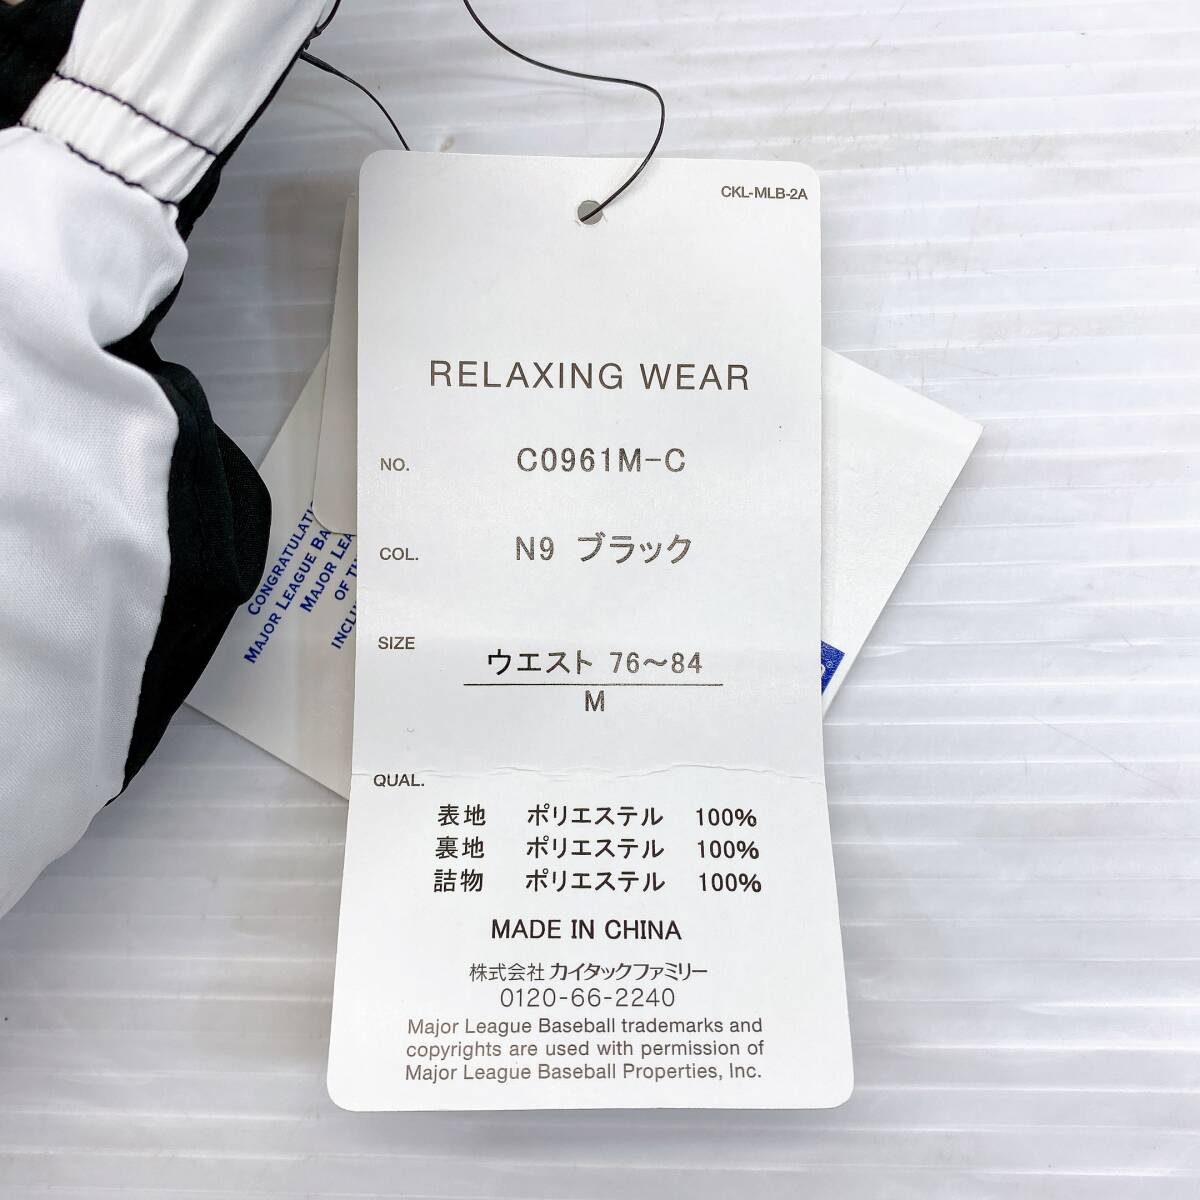 CKL-MLB-2A
RELAXING WEAR
NO. C0961M-C
COL. N9 ブラック
SIZE ウエスト 76～84
M
QUAL.
表地 ポリエステル 100%
裏地 ポリエステル 100%
詰物 ポリエステル 100%
MADE IN CHINA
株式会社 カイタックファミリー
0120-66-2240
Major League Baseball trademarks and
copyrights are used with permission of
Major League Baseball Properties, Inc.
MAJOR LEAGUE
MAJOR
OF